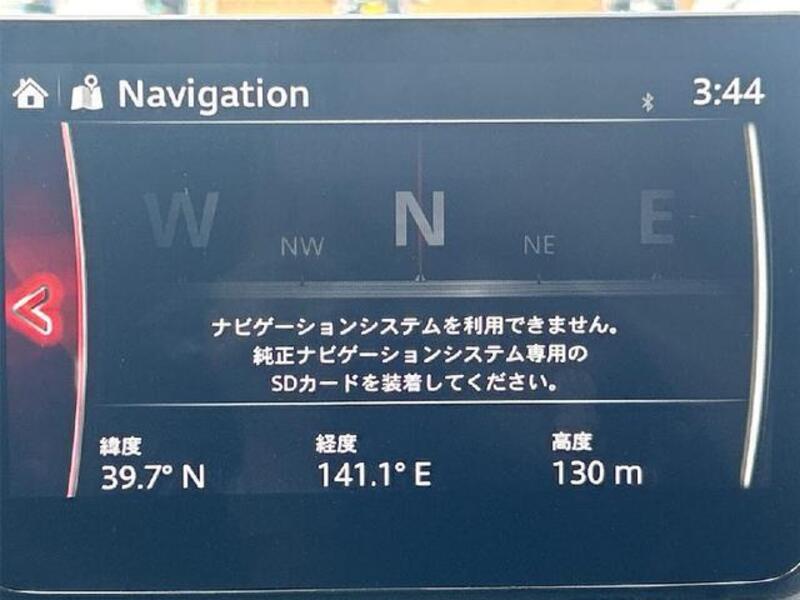 Navigation
3:44
W NW N NE E
ナビゲーションシステムを利用できません。
純正ナビゲーションシステム専用の
SDカードを装着してください。
緯度 経度 高度
39.7° N 141.1° E 130 m